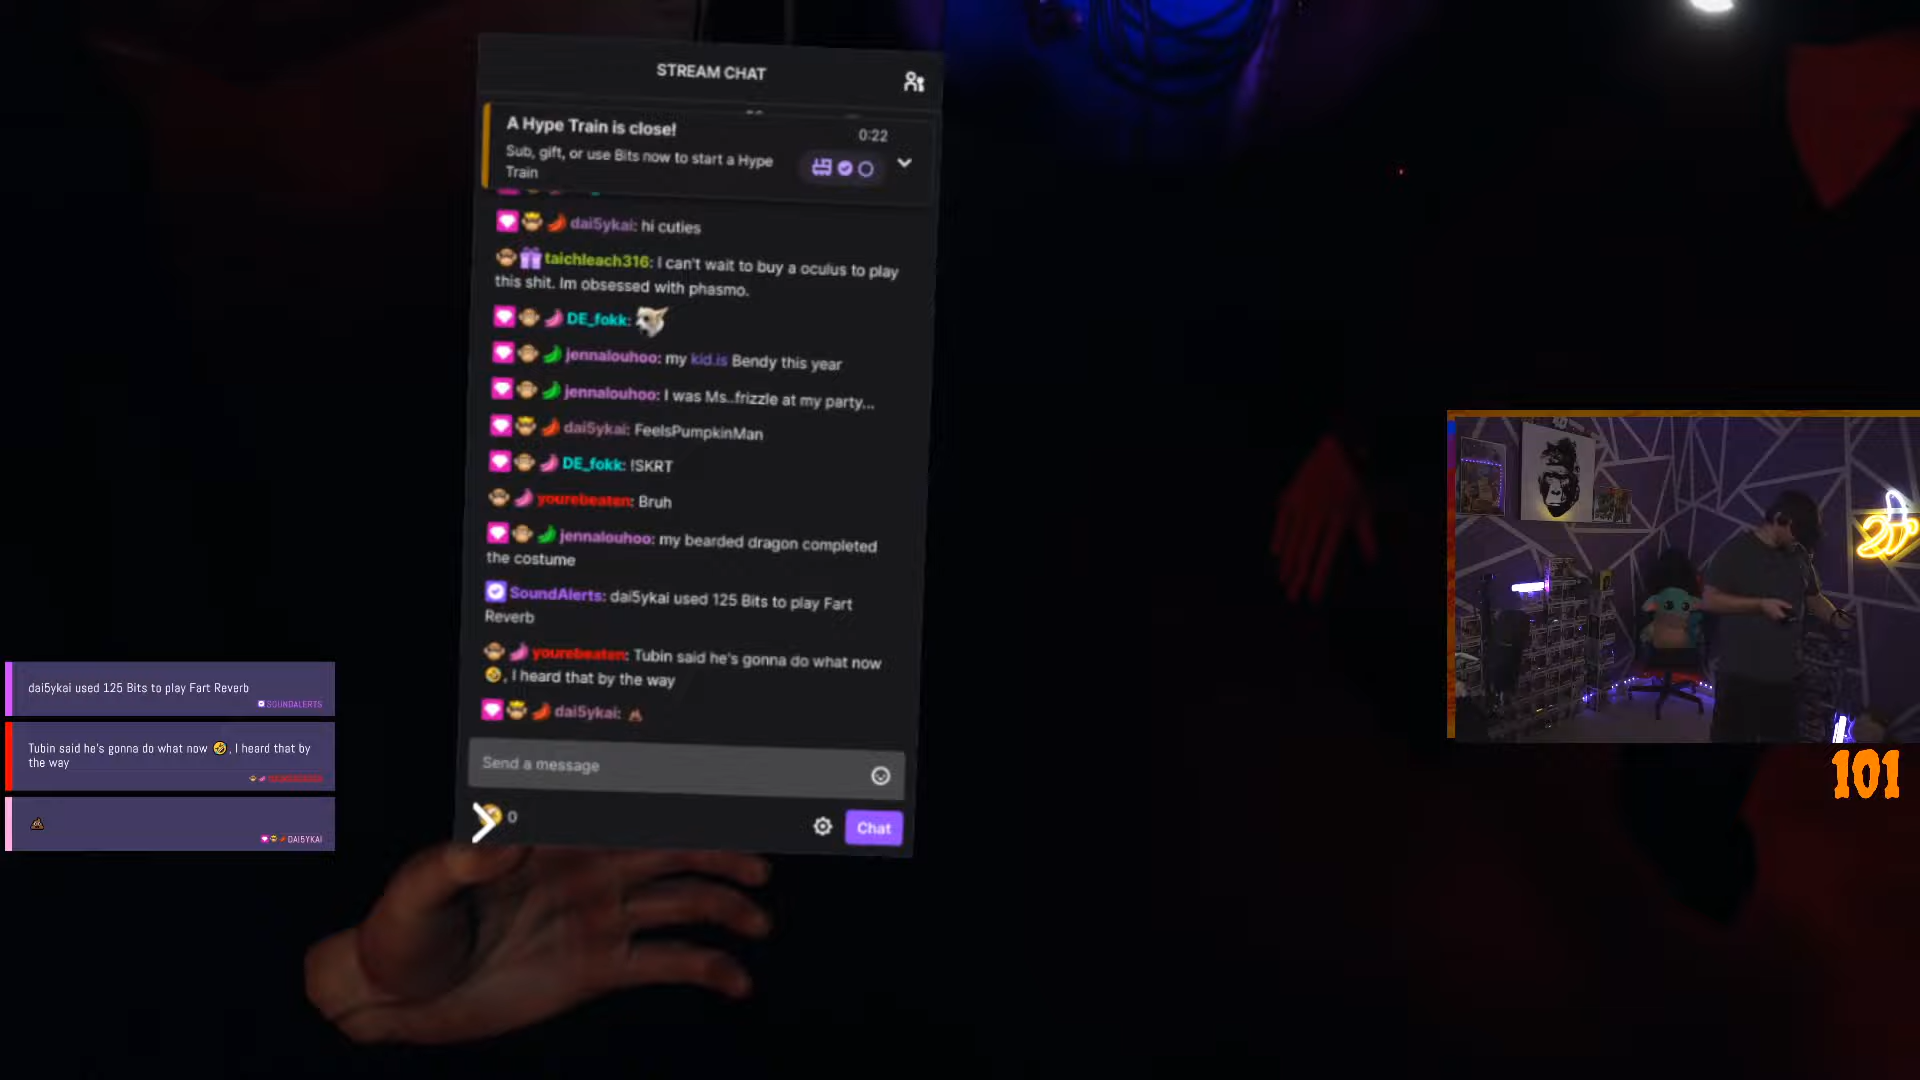 STREAM CHAT
A Hype Train is close!
0:22
Sub, gift, or use Bits now to start a Hype
Train
dai5ykai: hi cuties
taichleach316: I can't wait to buy a oculus to play
this shit. Im obsessed with phasmo.
DE_fokk:
jennalouhoo: my kid.is Bendy this year
jennalouhoo: I was Ms..frizzle at my party...
dai5ykai: FeelsPumpkinMan
DE_fokk: !SKRT
yourebeaten: Bruh
jennalouhoo: my bearded dragon completed
the costume
SoundAlerts: dai5ykai used 125 Bits to play Fart
Reverb
yourebeaten: Tubin said he's gonna do what now
🤣, I heard that by the way
dai5ykai: 💩
Send a message
0
Chat
dai5ykai used 125 Bits to play Fart Reverb
SOUNDALERTS
Tubin said he's gonna do what now 🤣, I heard that by
the way
💩
DAI5YKAI
101